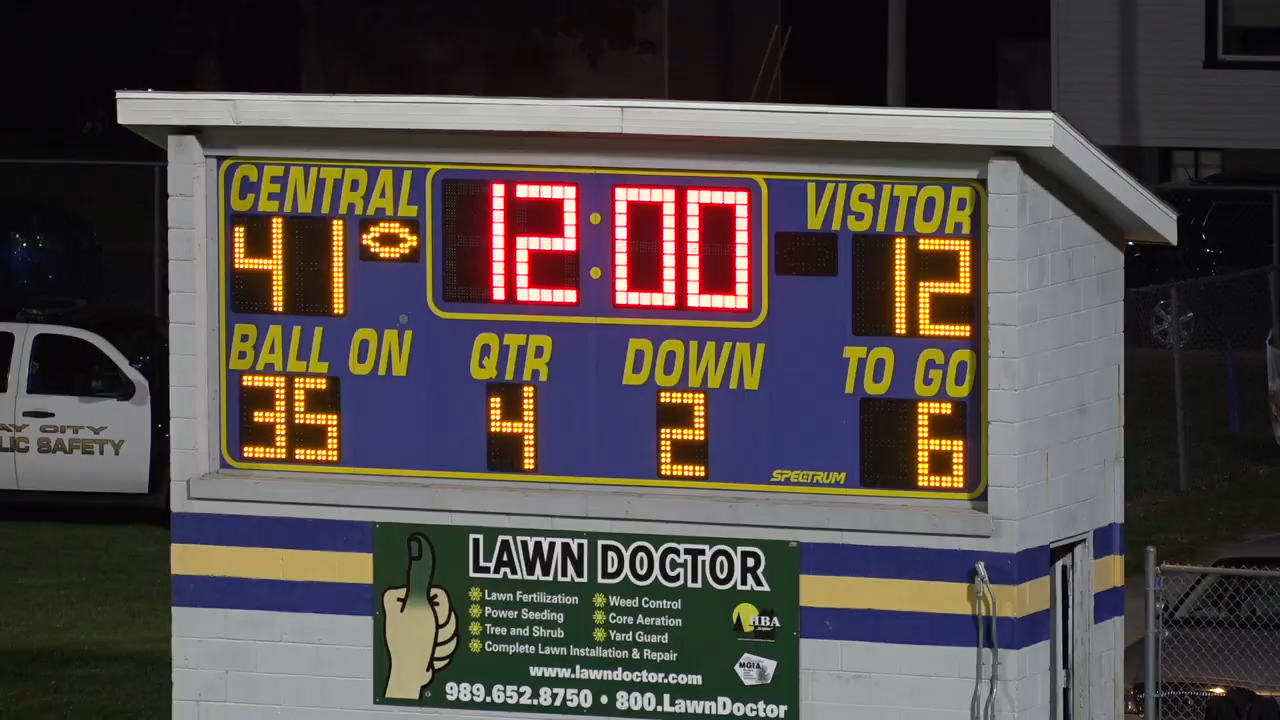 CENTRAL
12:00
VISITOR
41
12
BALL ON
QTR
DOWN
TO GO
35
4
2
6
SPECTRUM
AY CITY
LIC SAFETY
LAWN DOCTOR
Lawn Fertilization
Weed Control
Power Seeding
Core Aeration
Tree and Shrub
Yard Guard
Complete Lawn Installation & Repair
HBA
MGIA
www.lawndoctor.com
989.652.8750 • 800.LawnDoctor